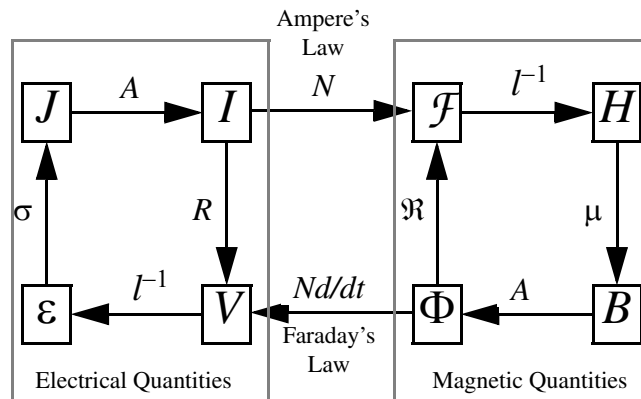 Ampere's
Law
J A I N ℱ l⁻¹ H
σ R ℜ μ
ε l⁻¹ V Nd/dt Φ A B
Faraday's
Law
Electrical Quantities Magnetic Quantities